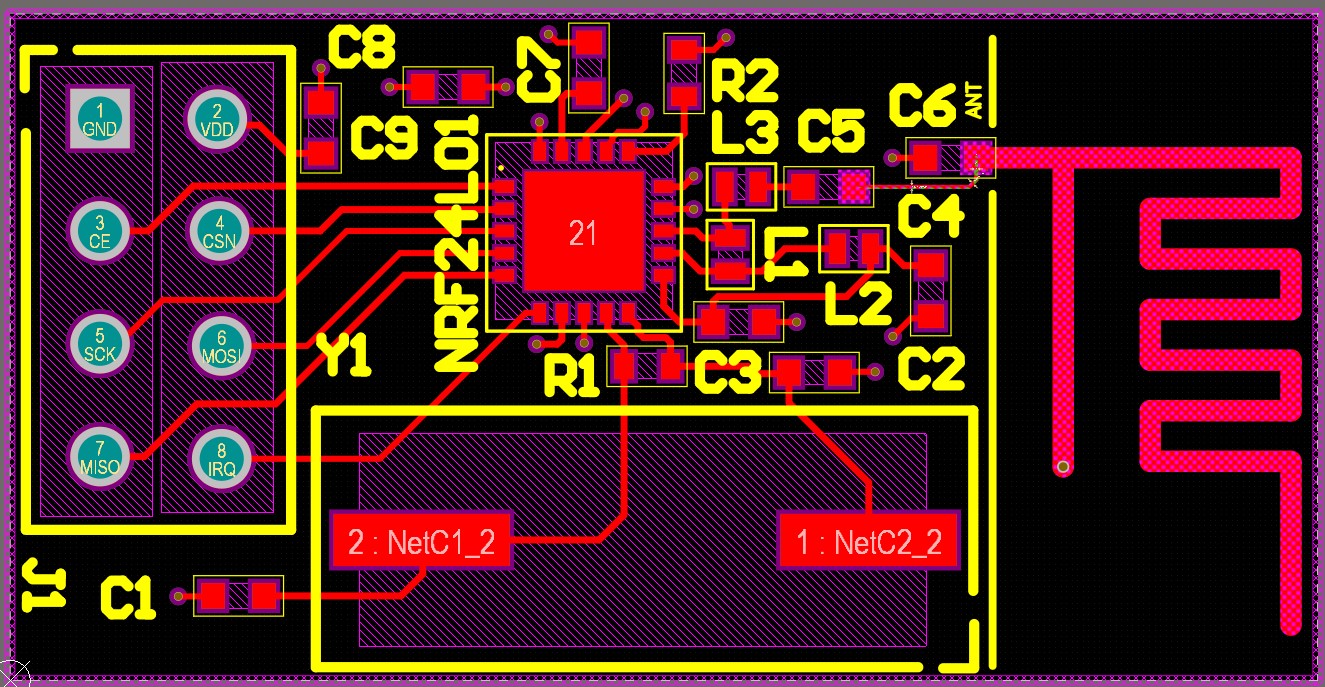 C8
C7
R2
C9
L3
C5
C6
ANT
1
GND
2
VDD
NRF24L01
3
CE
4
CSN
21
C4
L1
L2
5
SCK
6
MOSI
Y1
R1
C3
C2
7
MISO
8
IRQ
2 : NetC1_2
1 : NetC2_2
J1
C1